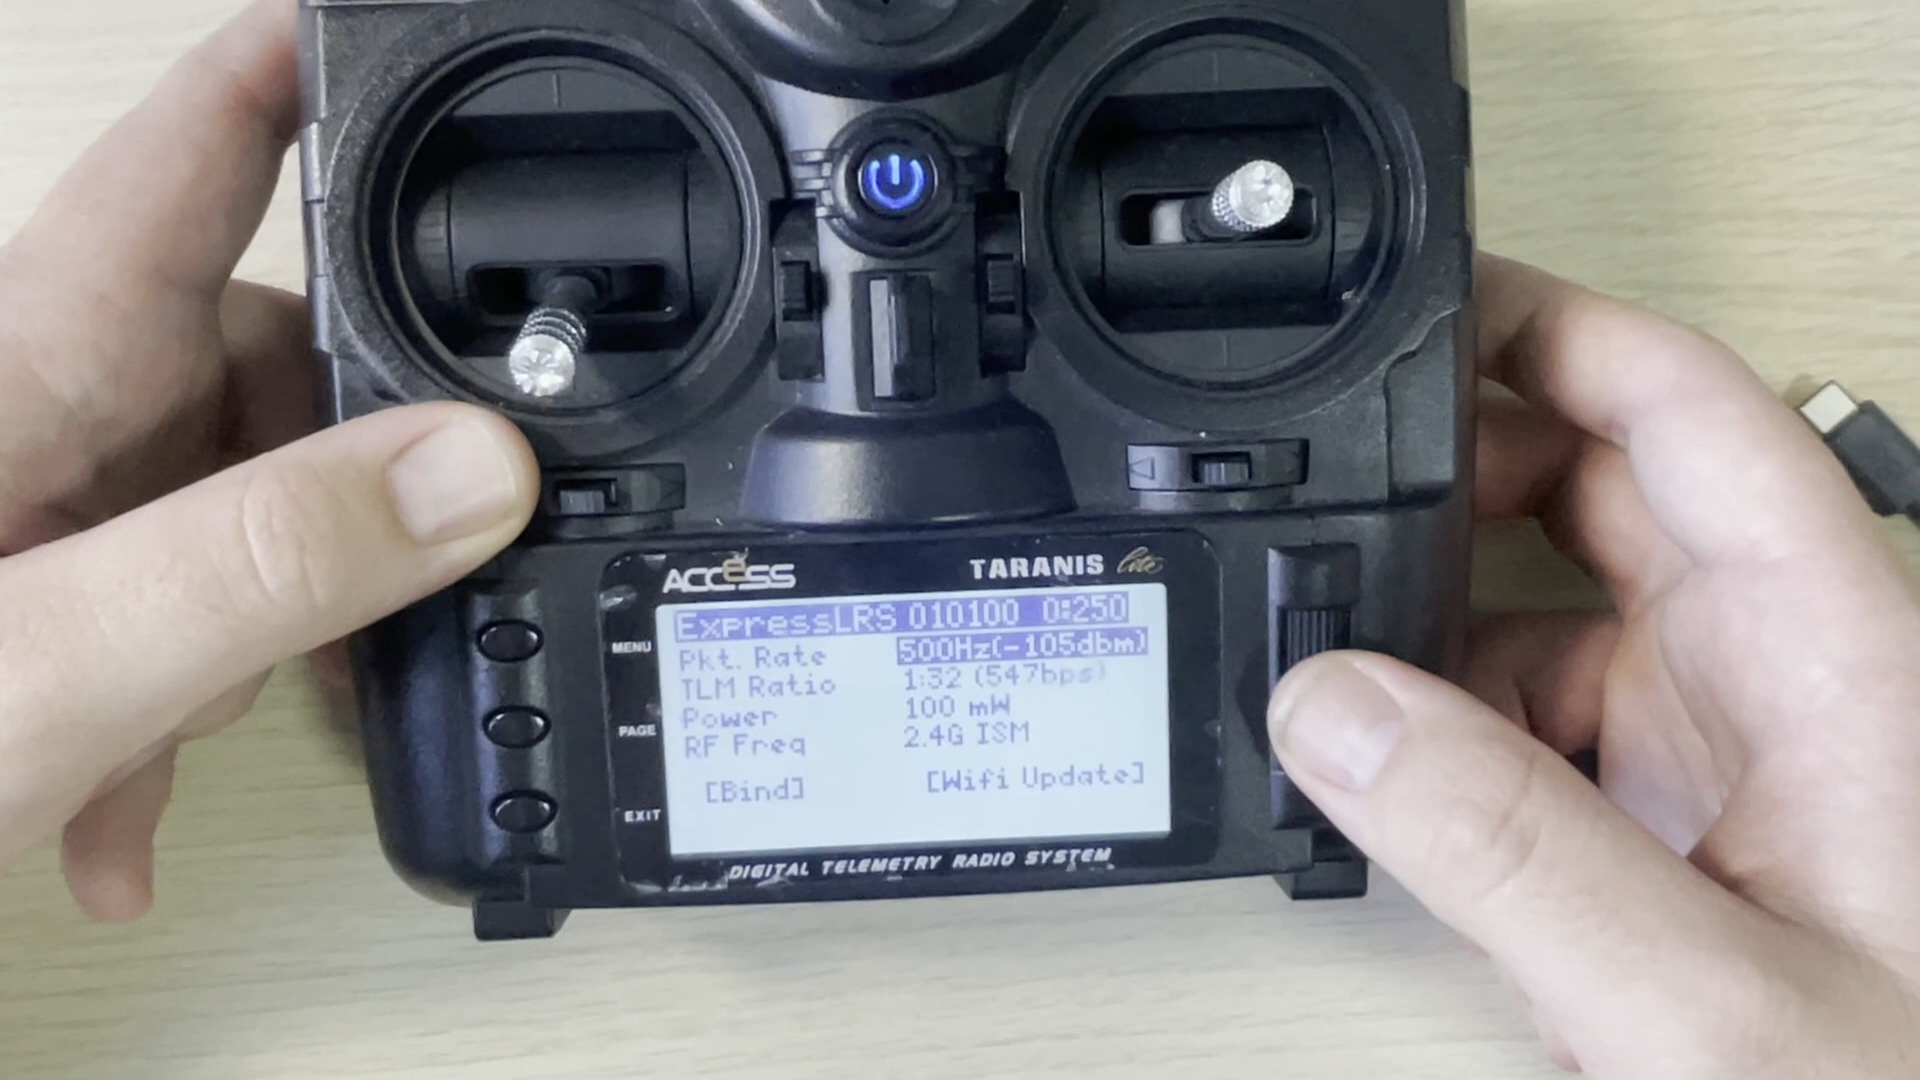 ACCESS
TARANIS lite
ExpressLRS 010100 0:250
Pkt. Rate 500Hz(-105dbm)
TLM Ratio 1:32 (547bps)
Power 100 mW
RF Freq 2.4G ISM
[Bind] [Wifi Update]
MENU
PAGE
EXIT
DIGITAL TELEMETRY RADIO SYSTEM